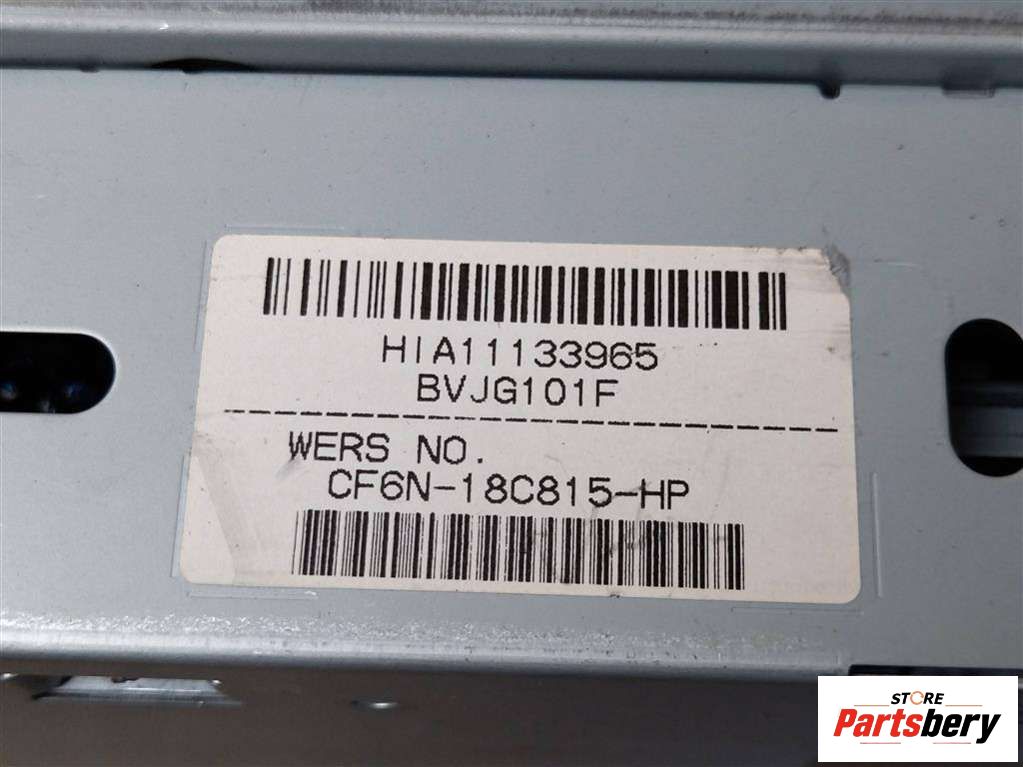 HIA11133965
BVJG101F
WERS NO.
CF6N-18C815-HP
STORE
Partsbery